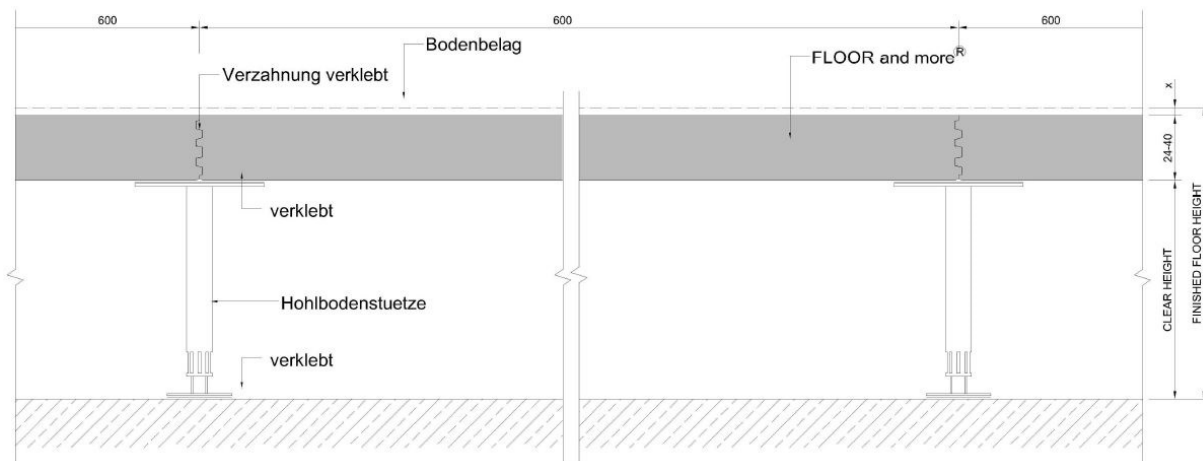 600
600
600
Bodenbelag
FLOOR and more®
Verzahnung verklebt
x
24-40
verklebt
Hohlbodenstuetze
verklebt
CLEAR HEIGHT
FINISHED FLOOR HEIGHT